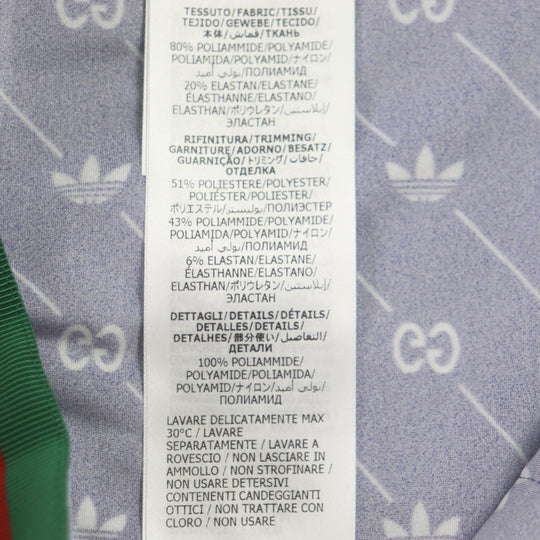 TESSUTO/FABRIC/TISSU/
TEJIDO/GEWEBE/TECIDO/
本体/قماش/ТКАНЬ
80% POLIAMMIDE/POLYAMIDE/
POLIAMIDA/POLYAMID/ナイロン/
بولي أميد/ПОЛИАМИД
20% ELASTAN/ELASTANE/
ÉLASTHANNE/ELASTANO/
ELASTHAN/ポリウレタン/إيلاستين/
ЭЛАСТАН
RIFINITURA/TRIMMING/
GARNITURE/ADORNO/BESATZ/
GUARNIÇÃO/トリミング/حافات/
ОТДЕЛКА
51% POLIESTERE/POLYESTER/
POLIÉSTER/POLIESTER/
ポリエステル/بوليستر/ПОЛИЭСТЕР
43% POLIAMMIDE/POLYAMIDE/
POLIAMIDA/POLYAMID/ナイロン/
بولي أميد/ПОЛИАМИД
6% ELASTAN/ELASTANE/
ÉLASTHANNE/ELASTANO/
ELASTHAN/ポリウレタン/إيلاستين/
ЭЛАСТАН
DETTAGLI/DETAILS/DÉTAILS/
DETALLES/DETAILS/
DETALHES/部分使い/التفاصيل/
ДЕТАЛИ
100% POLIAMMIDE/
POLYAMIDE/POLIAMIDA/
POLYAMID/ナイロン/بولي أميد/
ПОЛИАМИД
LAVARE DELICATAMENTE MAX
30°C / LAVARE
SEPARATAMENTE / LAVARE A
ROVESCIO / NON LASCIARE IN
AMMOLLO / NON STROFINARE /
NON USARE DETERSIVI
CONTENENTI CANDEGGIANTI
OTTICI / NON TRATTARE CON
CLORO / NON USARE